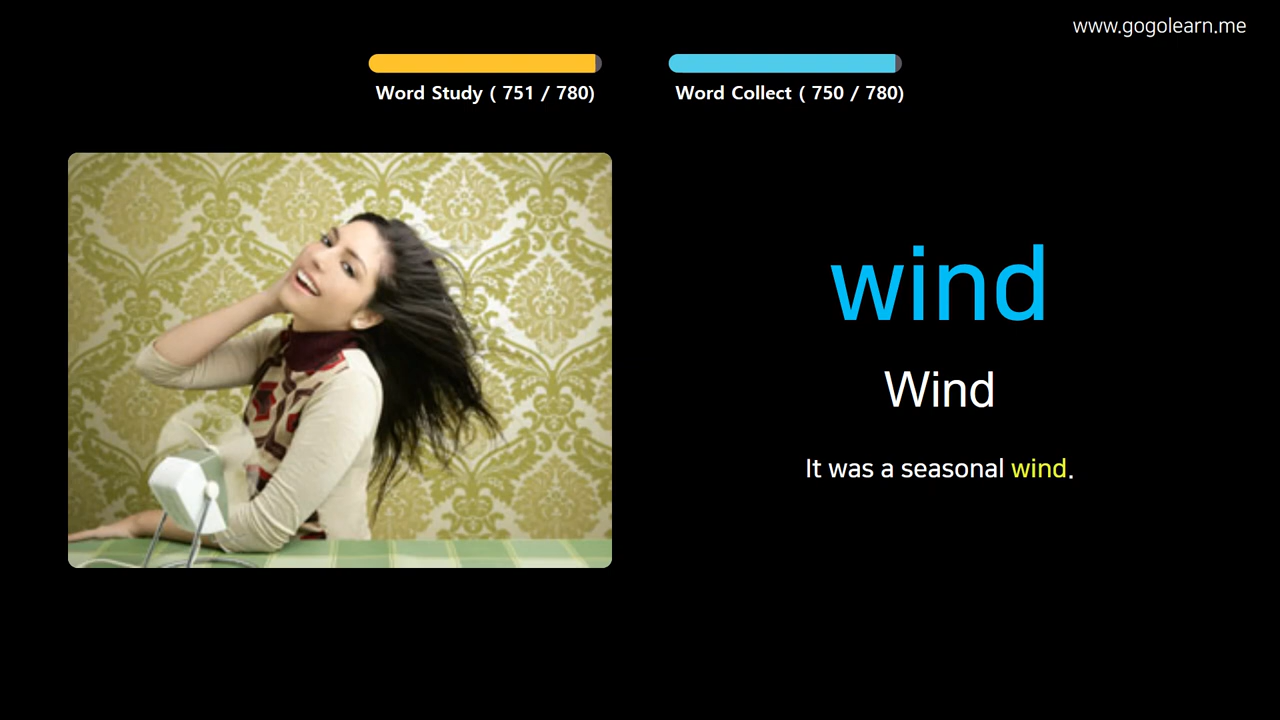 www.gogolearn.me
Word Study ( 751 / 780)
Word Collect ( 750 / 780)
wind
Wind
It was a seasonal wind.